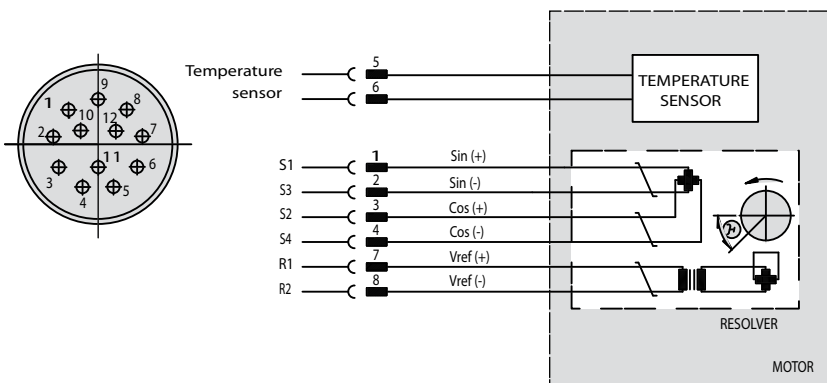 9
1
8
10
12
2
7
11
3
6
4
5
Temperature
sensor
5
6
TEMPERATURE
SENSOR
S1
1
Sin (+)
S3
2
Sin (-)
S2
3
Cos (+)
S4
4
Cos (-)
R1
7
Vref (+)
R2
8
Vref (-)
RESOLVER
MOTOR